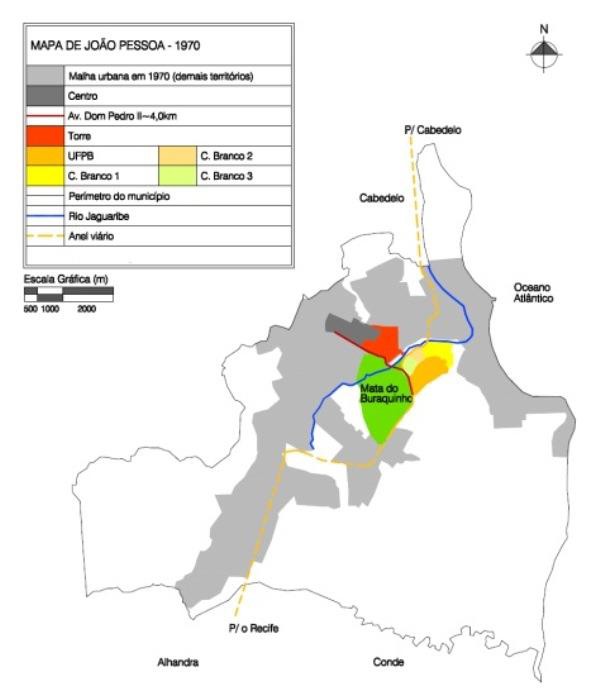 MAPA DE JOÃO PESSOA - 1970
Malha urbana em 1970 (demais territórios)
Centro
Av. Dom Pedro II~4,0km
Torre
UFPB
C. Branco 2
C. Branco 1
C. Branco 3
Perímetro do município
Rio Jaguaribe
Anel viário
Escala Gráfica (m)
500 1000 2000
N
P/ Cabedelo
Cabedelo
Oceano
Atlântico
Mata do
Buraquinho
P/ o Recife
Alhandra
Conde